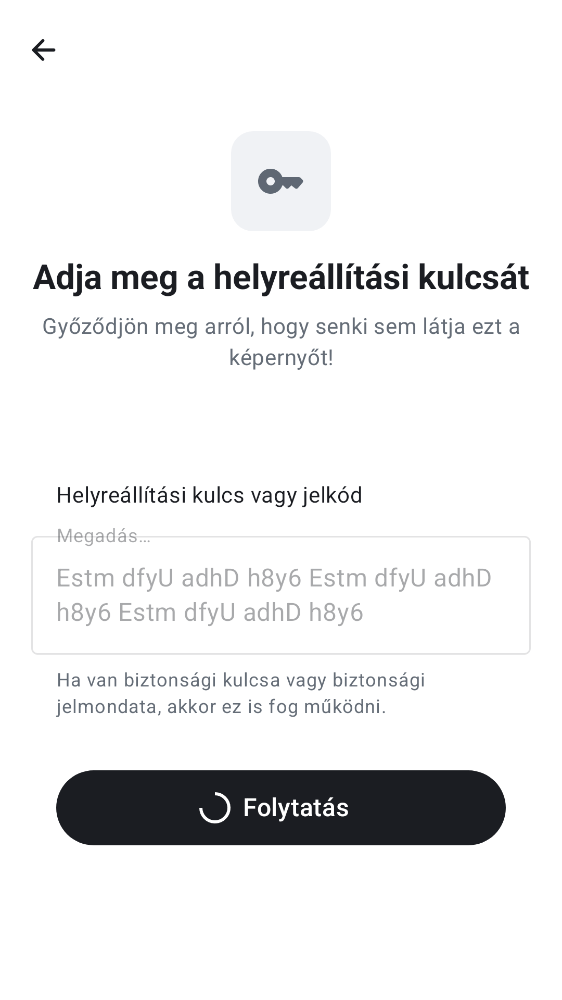 Adja meg a helyreállítási kulcsát
Győződjön meg arról, hogy senki sem látja ezt a
képernyőt!
Helyreállítási kulcs vagy jelkód
Megadás…
Estm dfyU adhD h8y6 Estm dfyU adhD
h8y6 Estm dfyU adhD h8y6
Ha van biztonsági kulcsa vagy biztonsági
jelmondata, akkor ez is fog működni.
Folytatás